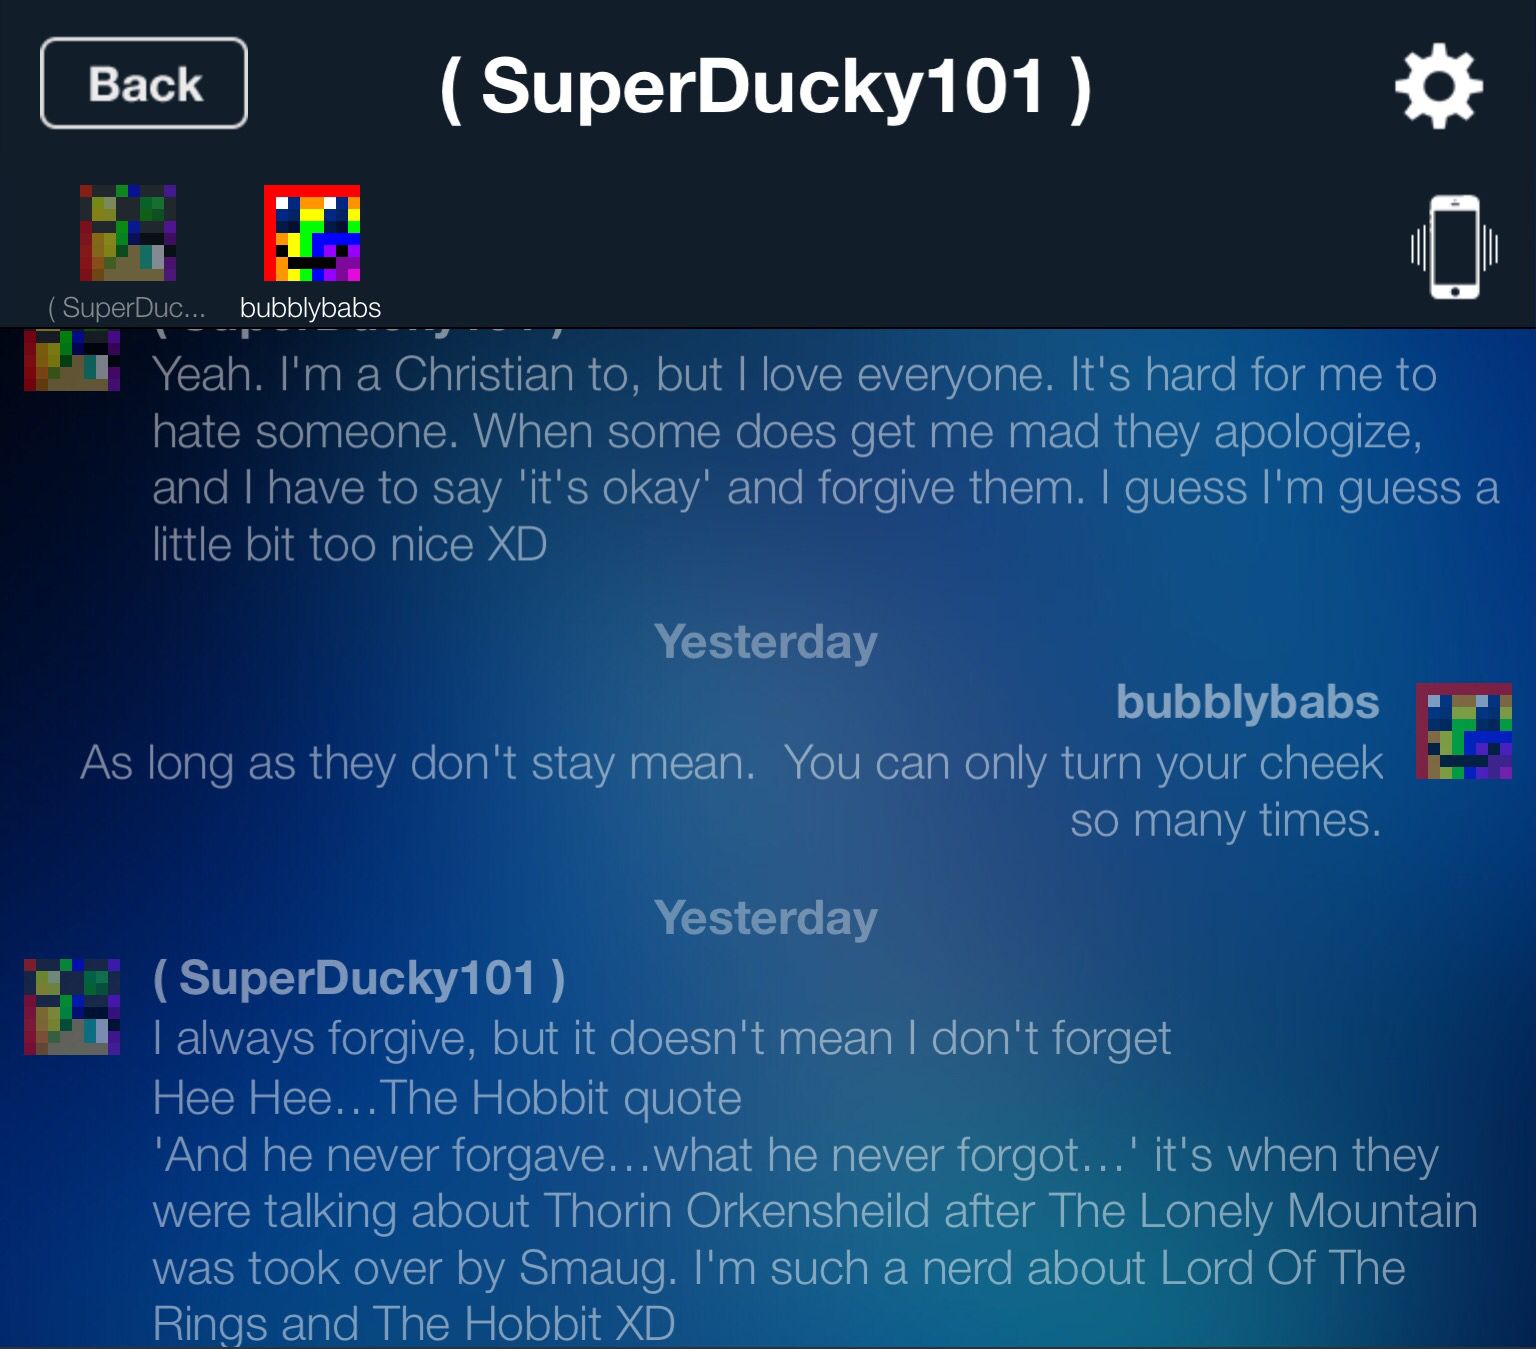 Back
( SuperDucky101 )
( SuperDuc...
bubblybabs
( SuperDucky101 )
Yeah. I'm a Christian to, but I love everyone. It's hard for me to
hate someone. When some does get me mad they apologize,
and I have to say 'it's okay' and forgive them. I guess I'm guess a
little bit too nice XD
Yesterday
bubblybabs
As long as they don't stay mean.  You can only turn your cheek
so many times.
Yesterday
( SuperDucky101 )
I always forgive, but it doesn't mean I don't forget
Hee Hee...The Hobbit quote
'And he never forgave...what he never forgot...' it's when they
were talking about Thorin Orkensheild after The Lonely Mountain
was took over by Smaug. I'm such a nerd about Lord Of The
Rings and The Hobbit XD